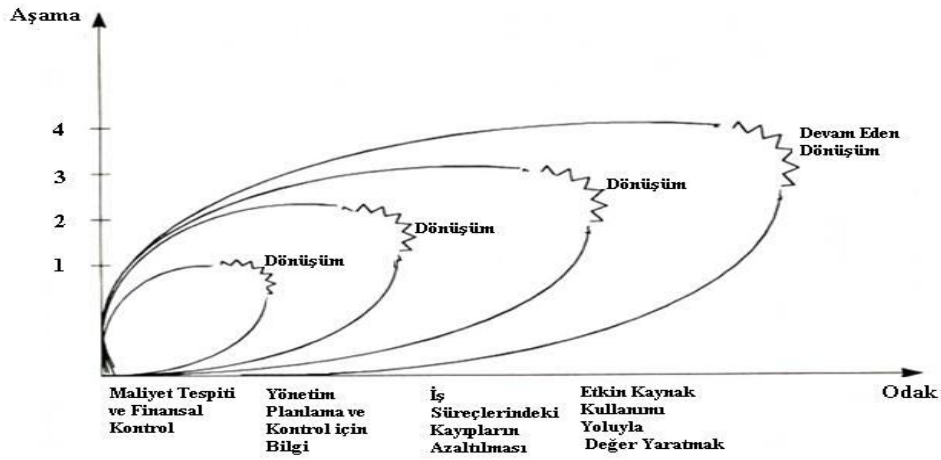 Aşama
4
3
2
1
Devam Eden
Dönüşüm
Dönüşüm
Dönüşüm
Dönüşüm
Maliyet Tespiti
ve Finansal
Kontrol
Yönetim
Planlama ve
Kontrol için
Bilgi
İş
Süreçlerindeki
Kayıpların
Azaltılması
Etkin Kaynak
Kullanımı
Yoluyla
Değer Yaratmak
Odak